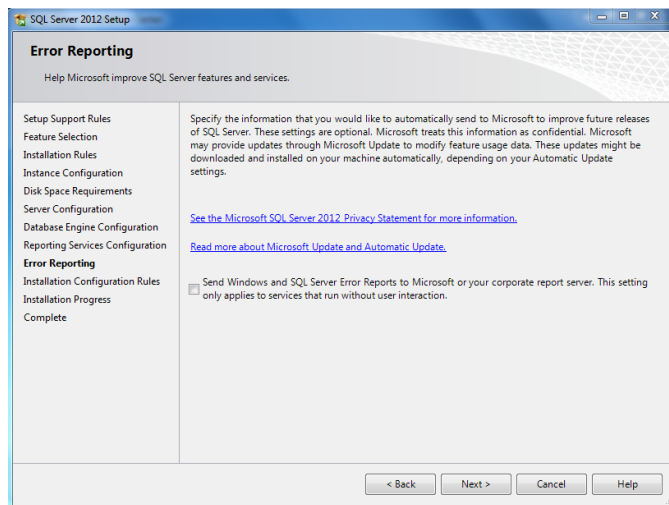 SQL Server 2012 Setup
Error Reporting
Help Microsoft improve SQL Server features and services.
Setup Support Rules
Feature Selection
Installation Rules
Instance Configuration
Disk Space Requirements
Server Configuration
Database Engine Configuration
Reporting Services Configuration
Error Reporting
Installation Configuration Rules
Installation Progress
Complete
Specify the information that you would like to automatically send to Microsoft to improve future releases
of SQL Server. These settings are optional. Microsoft treats this information as confidential. Microsoft
may provide updates through Microsoft Update to modify feature usage data. These updates might be
downloaded and installed on your machine automatically, depending on your Automatic Update
settings.
See the Microsoft SQL Server 2012 Privacy Statement for more information.
Read more about Microsoft Update and Automatic Update.
Send Windows and SQL Server Error Reports to Microsoft or your corporate report server. This setting
only applies to services that run without user interaction.
< Back
Next >
Cancel
Help